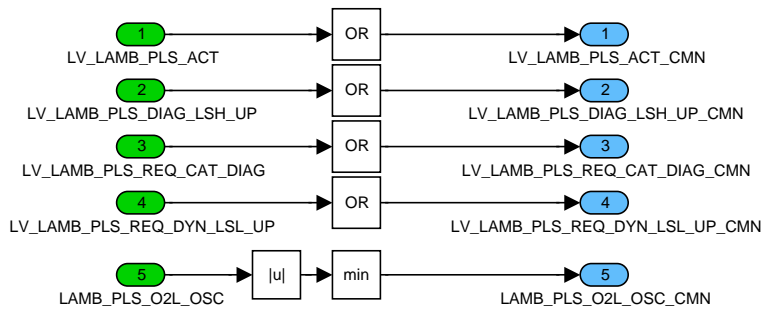 1 OR 1
LV_LAMB_PLS_ACT LV_LAMB_PLS_ACT_CMN
2 OR 2
LV_LAMB_PLS_DIAG_LSH_UP LV_LAMB_PLS_DIAG_LSH_UP_CMN
3 OR 3
LV_LAMB_PLS_REQ_CAT_DIAG LV_LAMB_PLS_REQ_CAT_DIAG_CMN
4 OR 4
LV_LAMB_PLS_REQ_DYN_LSL_UP LV_LAMB_PLS_REQ_DYN_LSL_UP_CMN
5 |u| min 5
LAMB_PLS_O2L_OSC LAMB_PLS_O2L_OSC_CMN